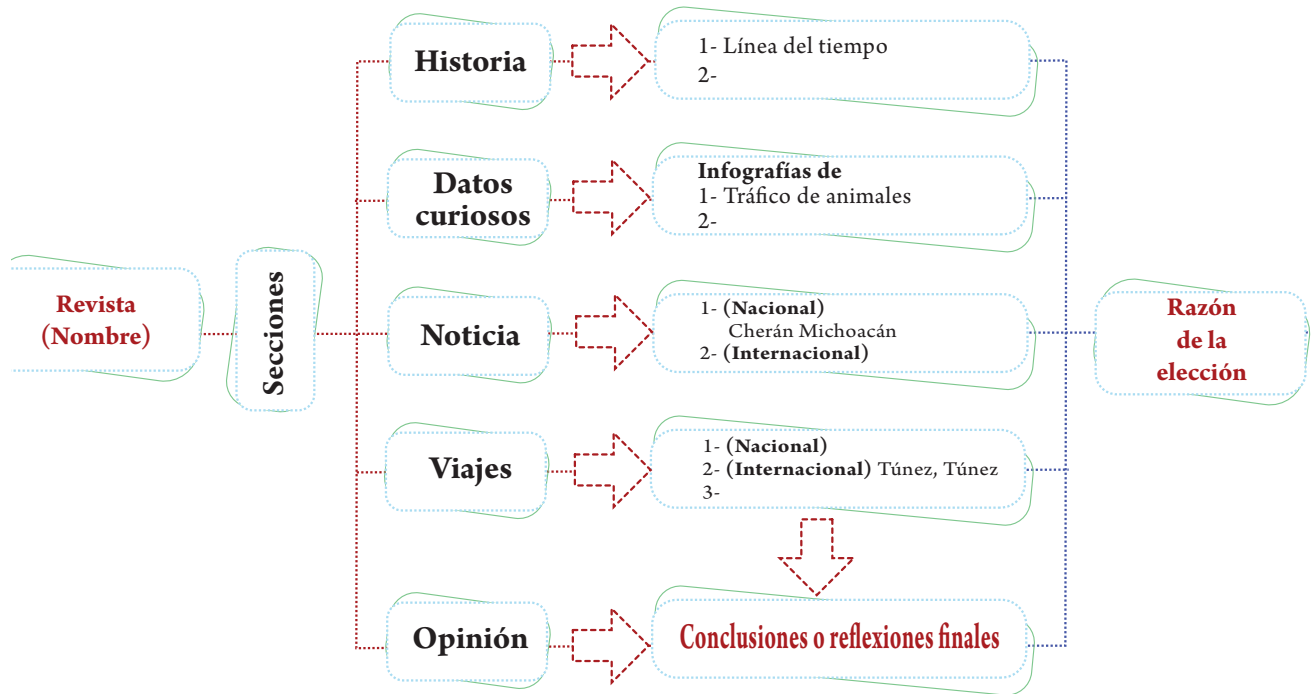 Revista
(Nombre)
Secciones
Historia
1- Línea del tiempo
2-
Datos
curiosos
Infografías de
1- Tráfico de animales
2-
Noticia
1- (Nacional)
Cherán Michoacán
2- (Internacional)
Viajes
1- (Nacional)
2- (Internacional) Túnez, Túnez
3-
Opinión
Conclusiones o reflexiones finales
Razón
de la
elección